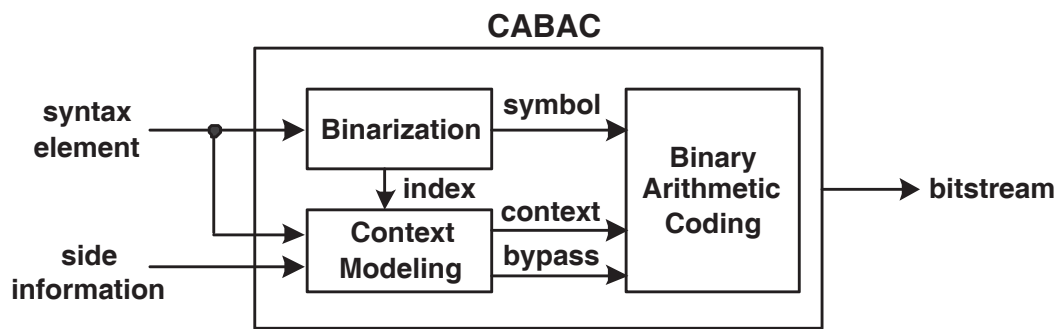 CABAC
syntax
element
Binarization
symbol
Binary
Arithmetic
Coding
index
bitstream
context
Context
Modeling
bypass
side
information